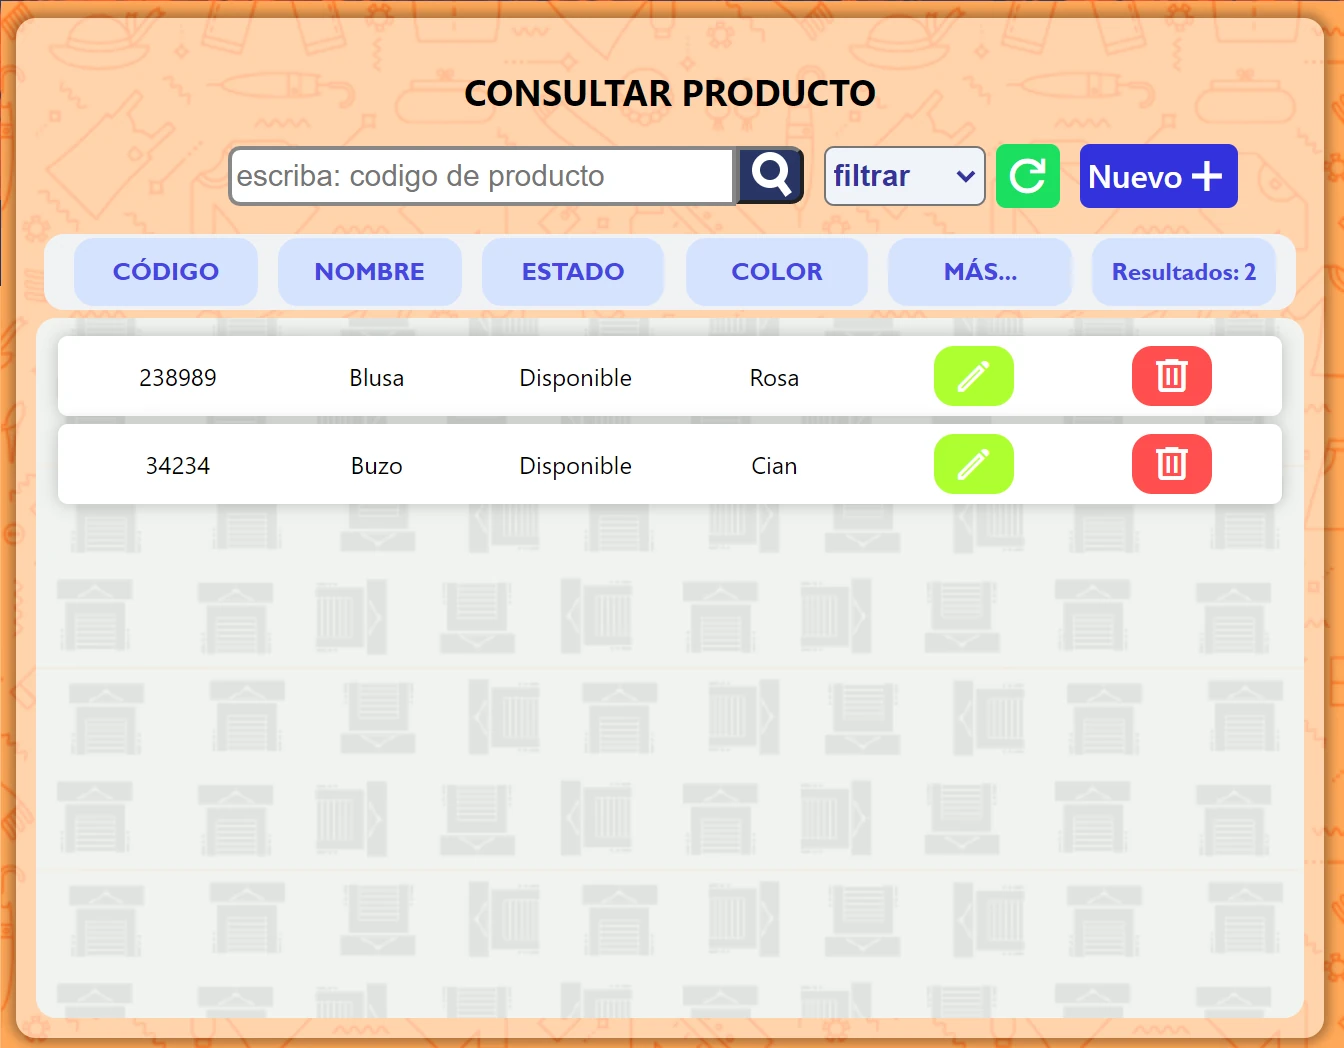 CONSULTAR PRODUCTO
escriba: codigo de producto filtrar Nuevo
CÓDIGO NOMBRE ESTADO COLOR MÁS... Resultados: 2
238989 Blusa Disponible Rosa
34234 Buzo Disponible Cian